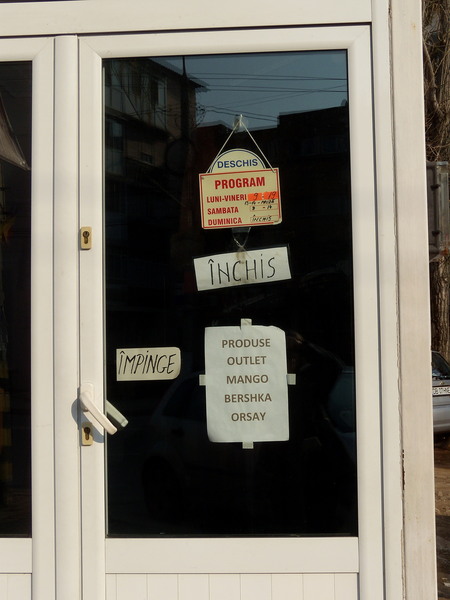 DESCHIS
PROGRAM
LUNI-VINERI
SAMBATA
DUMINICA ÎNCHIS
ÎNCHIS
ÎMPINGE
PRODUSE
OUTLET
MANGO
BERSHKA
ORSAY